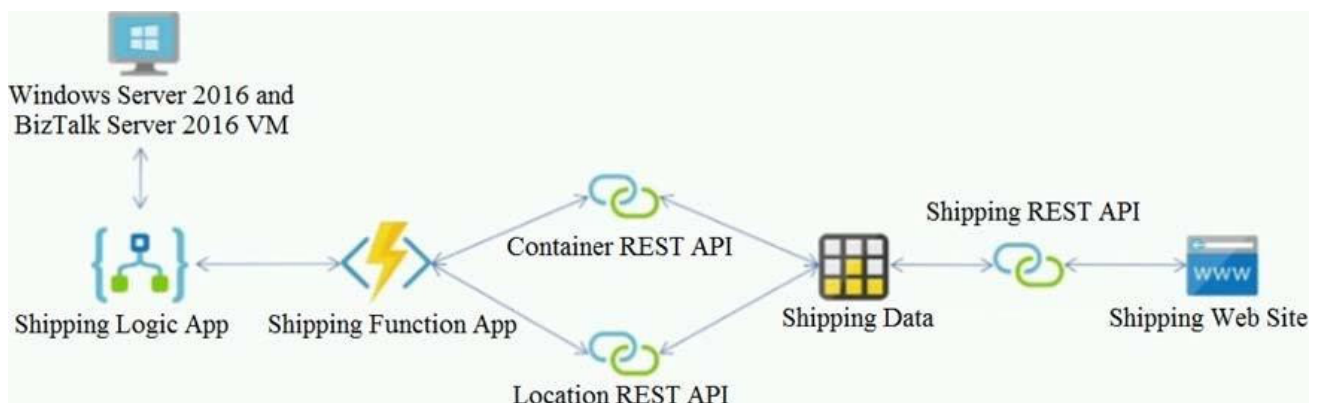 Windows Server 2016 and
BizTalk Server 2016 VM
Shipping REST API
Container REST API
www
Shipping Logic App
Shipping Function App
Shipping Data
Shipping Web Site
Location REST API